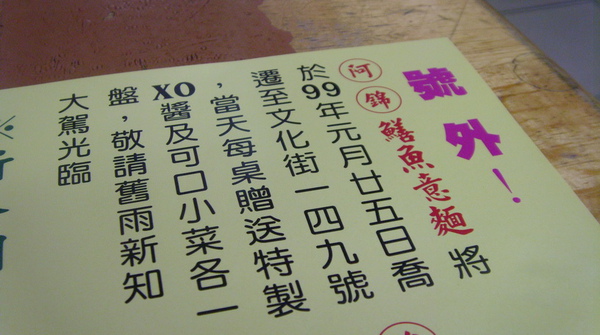 號外！
阿錦鱔魚意麵將
於99年元月廿五日喬
遷至文化街一四九號
，當天每桌贈送特製
XO醬及可口小菜各一
盤，敬請舊雨新知
大駕光臨